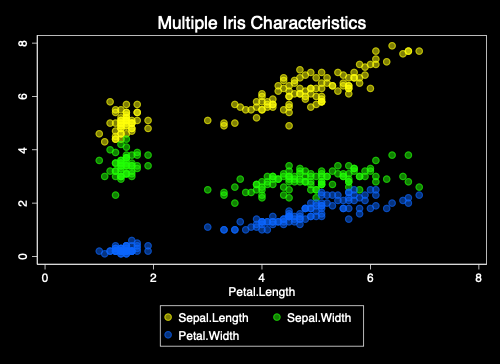 Multiple Iris Characteristics
8
6
4
2
0
0 2 4 6 8
Petal.Length
Sepal.Length Sepal.Width
Petal.Width